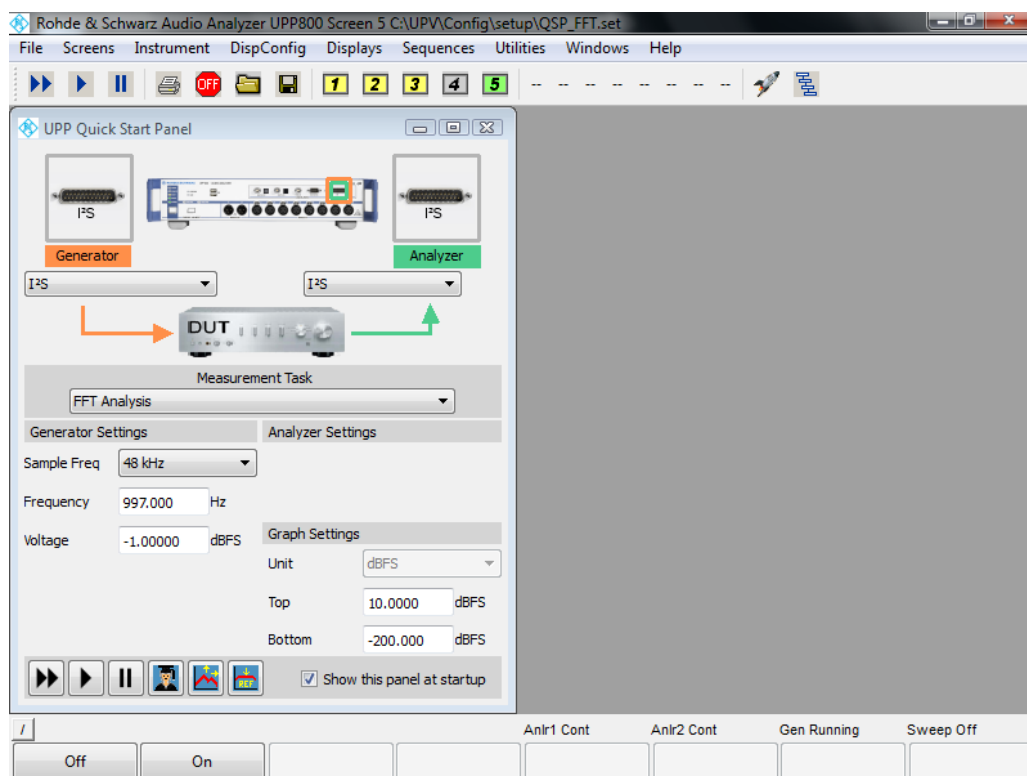 Rohde & Schwarz Audio Analyzer UPP800 Screen 5 C:\UPV\Config\setup\QSP_FFT.set
File Screens Instrument DispConfig Displays Sequences Utilities Windows Help
OFF 1 2 3 4 5 -- -- -- -- -- -- -- --
UPP Quick Start Panel
I²S I²S
Generator Analyzer
I²S I²S
DUT
Measurement Task
FFT Analysis
Generator Settings Analyzer Settings
Sample Freq 48 kHz
Frequency 997.000 Hz
Voltage -1.00000 dBFS Graph Settings
Unit dBFS
Top 10.0000 dBFS
Bottom -200.000 dBFS
REF Show this panel at startup
/ Anlr1 Cont Anlr2 Cont Gen Running Sweep Off
Off On